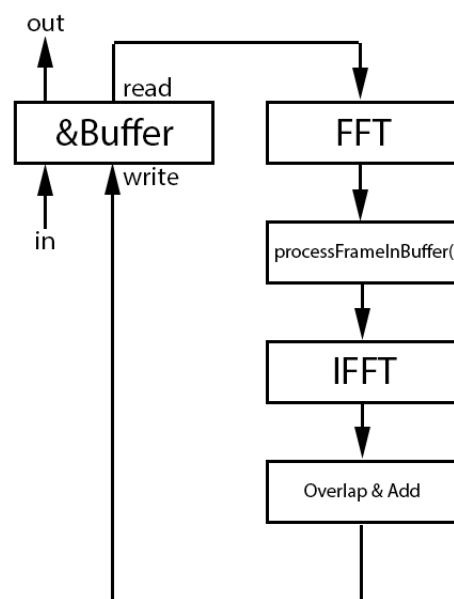 out
read
&Buffer
FFT
write
in
processFrameInBuffer(
IFFT
Overlap & Add